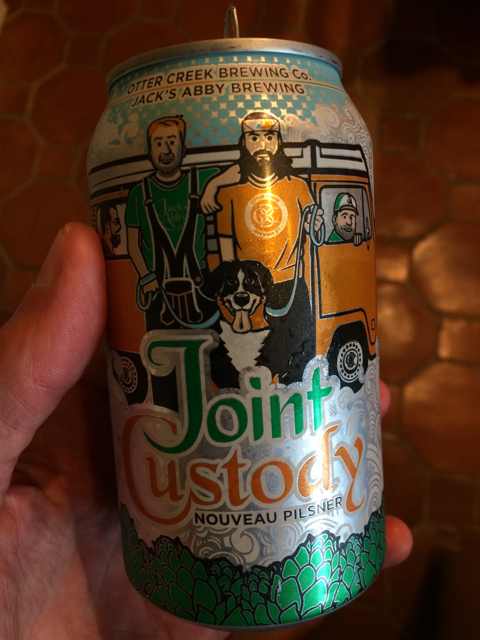 OTTER CREEK BREWING Co.
JACK'S ABBY BREWING
Joint
Custody
NOUVEAU PILSNER